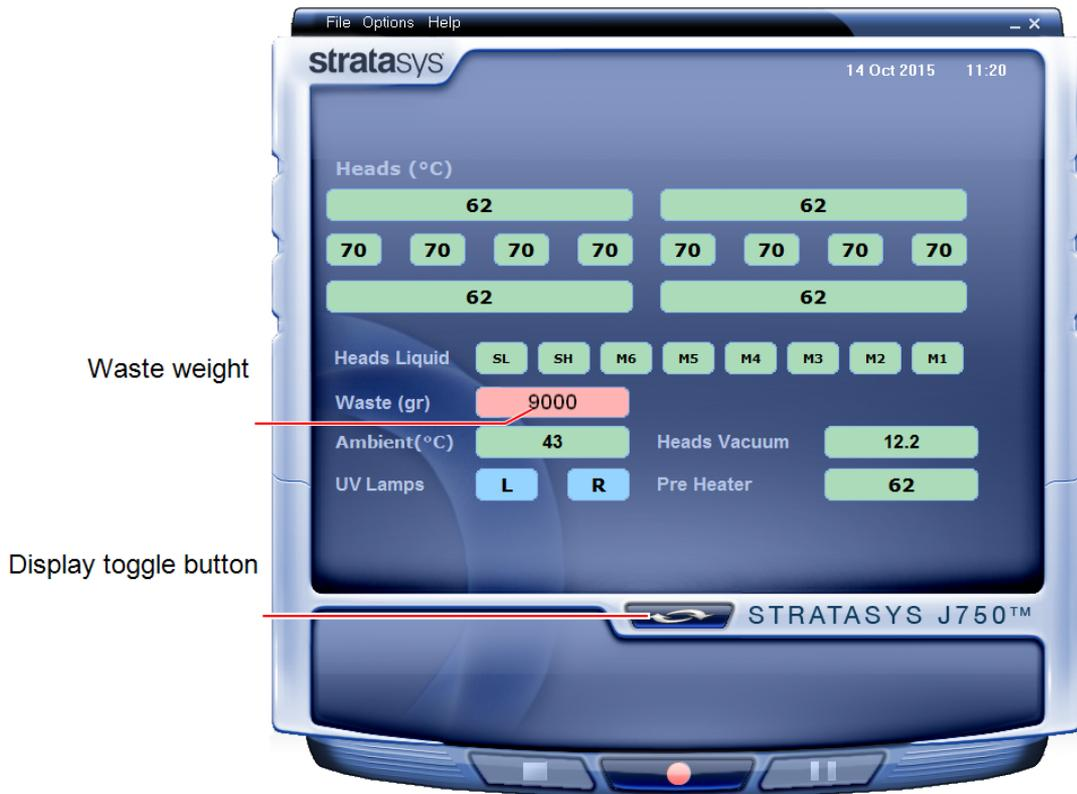 File Options Help
stratasys
14 Oct 2015 11:20
Heads (°C)
62 62
70 70 70 70 70 70 70 70
62 62
Heads Liquid SL SH M6 M5 M4 M3 M2 M1
Waste weight
Waste (gr) 9000
Ambient(°C) 43 Heads Vacuum 12.2
UV Lamps L R Pre Heater 62
Display toggle button
STRATASYS J750™